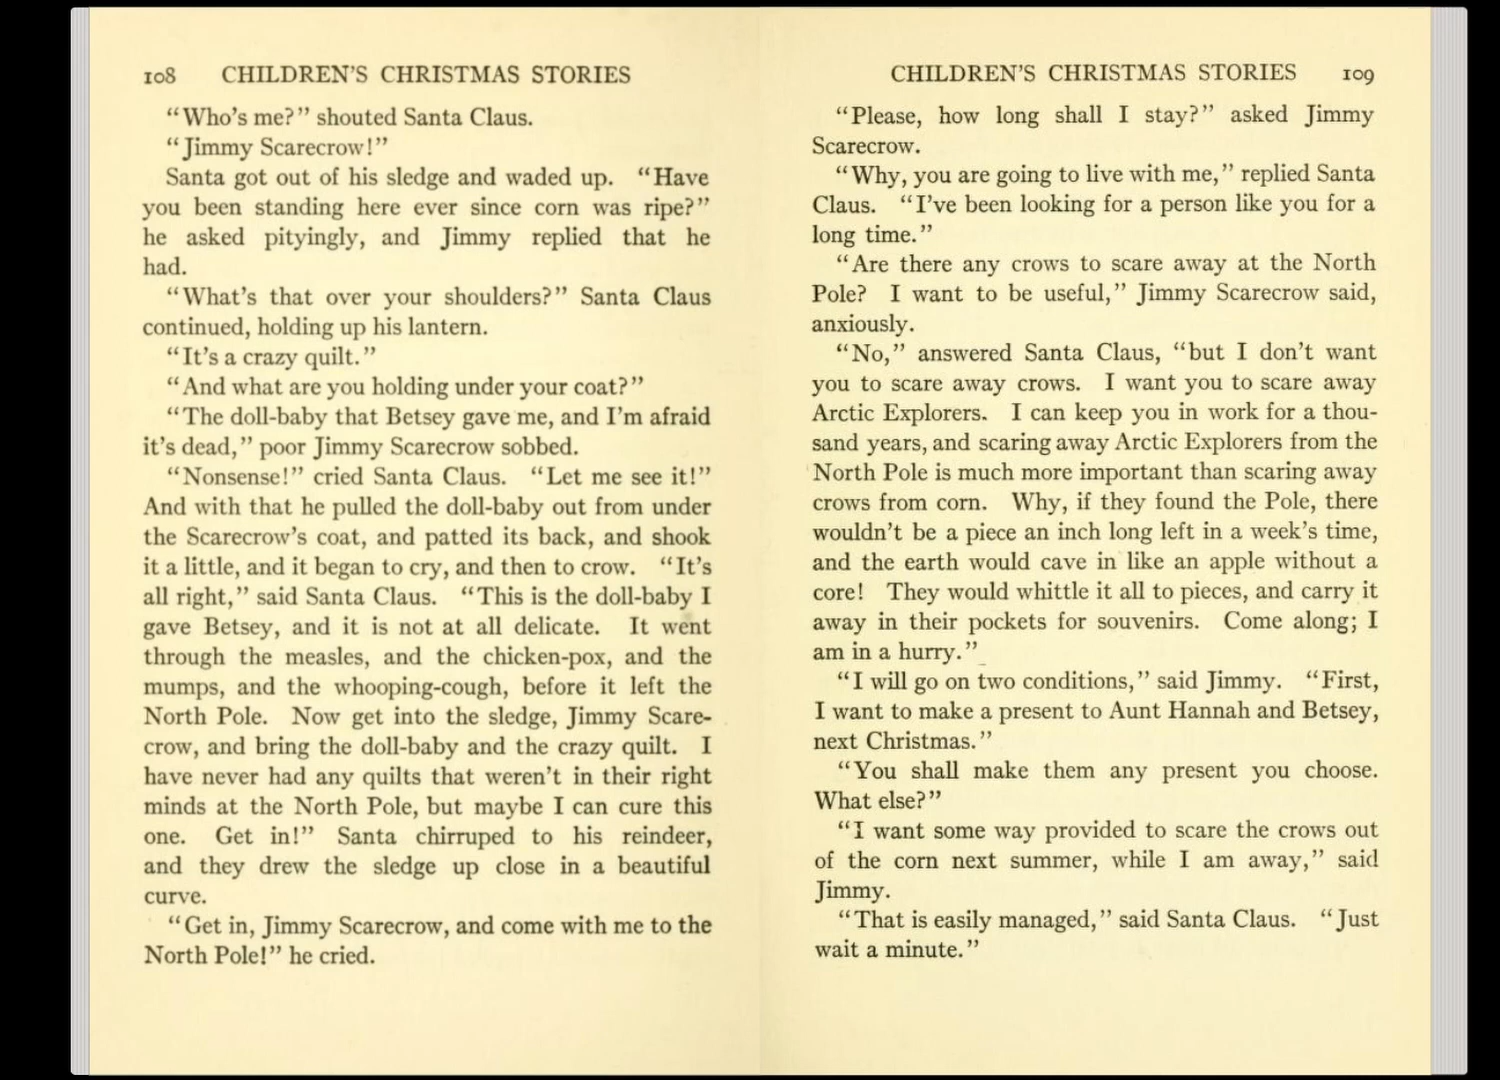 108 CHILDREN'S CHRISTMAS STORIES
"Who's me?" shouted Santa Claus.
"Jimmy Scarecrow!"
Santa got out of his sledge and waded up. "Have
you been standing here ever since corn was ripe?"
he asked pityingly, and Jimmy replied that he
had.
"What's that over your shoulders?" Santa Claus
continued, holding up his lantern.
"It's a crazy quilt."
"And what are you holding under your coat?"
"The doll-baby that Betsey gave me, and I'm afraid
it's dead," poor Jimmy Scarecrow sobbed.
"Nonsense!" cried Santa Claus. "Let me see it!"
And with that he pulled the doll-baby out from under
the Scarecrow's coat, and patted its back, and shook
it a little, and it began to cry, and then to crow. "It's
all right," said Santa Claus. "This is the doll-baby I
gave Betsey, and it is not at all delicate. It went
through the measles, and the chicken-pox, and the
mumps, and the whooping-cough, before it left the
North Pole. Now get into the sledge, Jimmy Scare-
crow, and bring the doll-baby and the crazy quilt. I
have never had any quilts that weren't in their right
minds at the North Pole, but maybe I can cure this
one. Get in!" Santa chirruped to his reindeer,
and they drew the sledge up close in a beautiful
curve.
"Get in, Jimmy Scarecrow, and come with me to the
North Pole!" he cried.
CHILDREN'S CHRISTMAS STORIES 109
"Please, how long shall I stay?" asked Jimmy
Scarecrow.
"Why, you are going to live with me," replied Santa
Claus. "I've been looking for a person like you for a
long time."
"Are there any crows to scare away at the North
Pole? I want to be useful," Jimmy Scarecrow said,
anxiously.
"No," answered Santa Claus, "but I don't want
you to scare away crows. I want you to scare away
Arctic Explorers. I can keep you in work for a thou-
sand years, and scaring away Arctic Explorers from the
North Pole is much more important than scaring away
crows from corn. Why, if they found the Pole, there
wouldn't be a piece an inch long left in a week's time,
and the earth would cave in like an apple without a
core! They would whittle it all to pieces, and carry it
away in their pockets for souvenirs. Come along; I
am in a hurry."
"I will go on two conditions," said Jimmy. "First,
I want to make a present to Aunt Hannah and Betsey,
next Christmas."
"You shall make them any present you choose.
What else?"
"I want some way provided to scare the crows out
of the corn next summer, while I am away," said
Jimmy.
"That is easily managed," said Santa Claus. "Just
wait a minute."